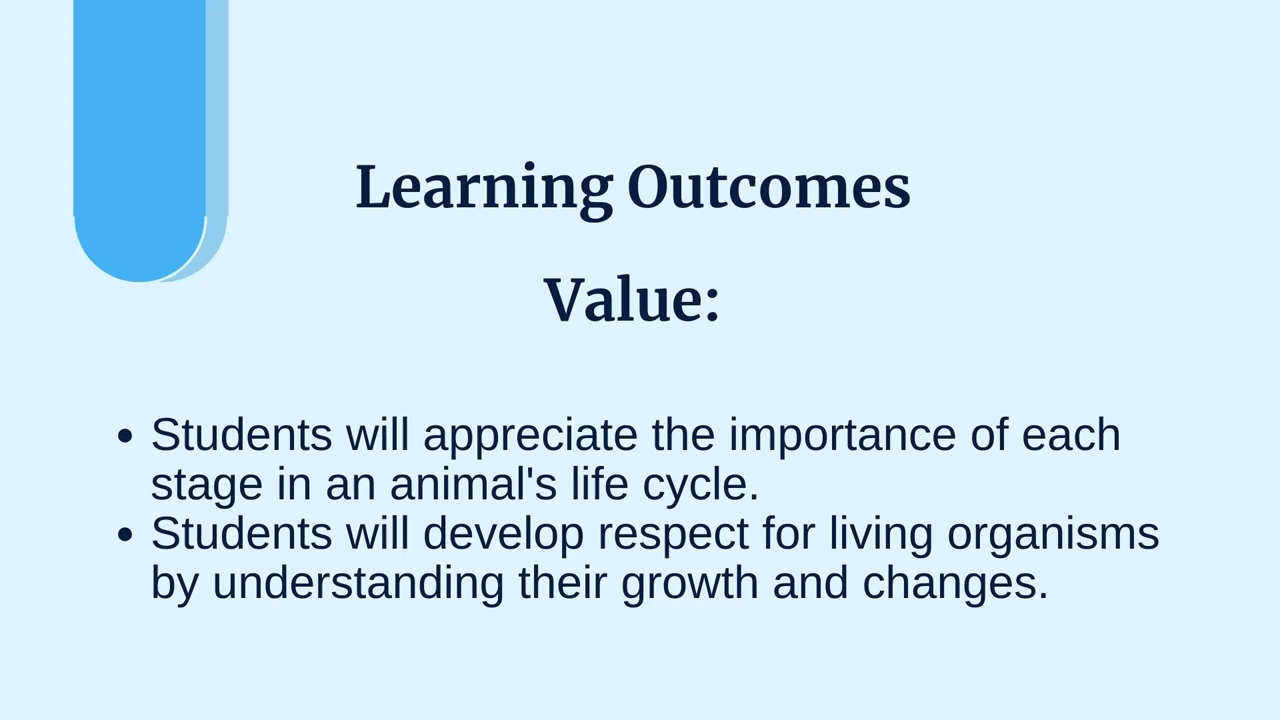 Learning Outcomes
Value:
• Students will appreciate the importance of each
stage in an animal's life cycle.
• Students will develop respect for living organisms
by understanding their growth and changes.